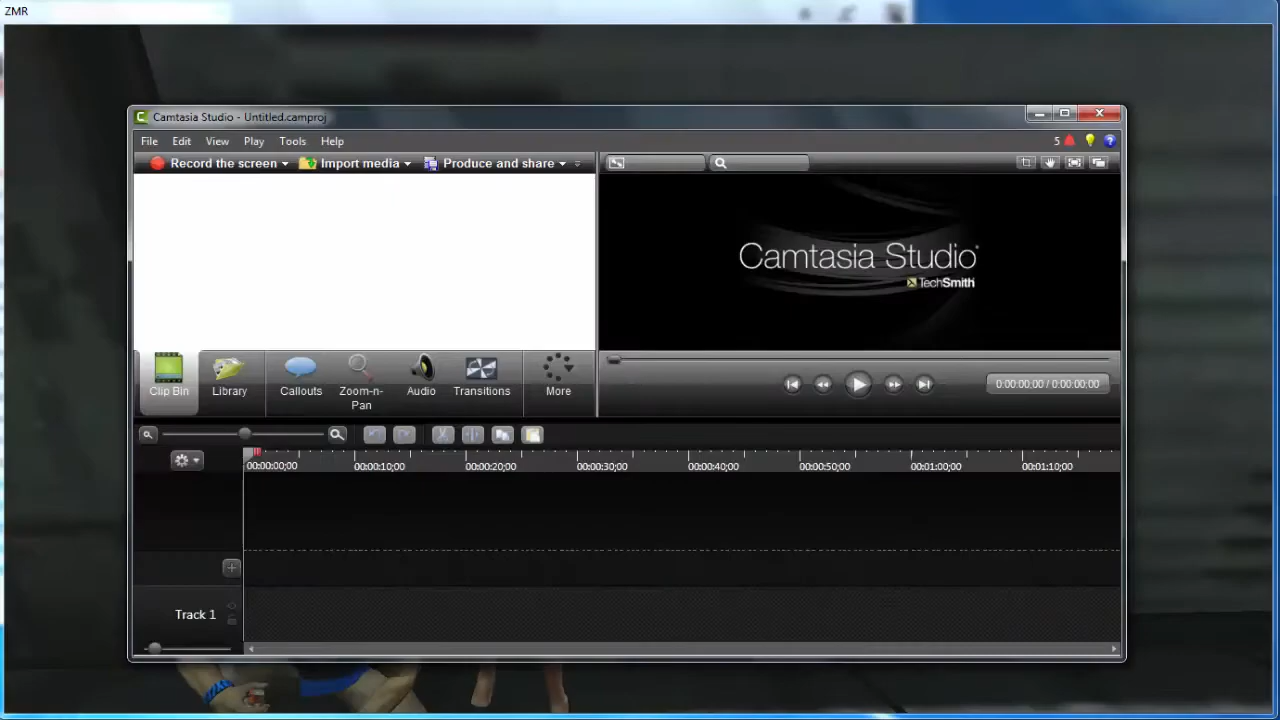 ZMR
Camtasia Studio - Untitled.camproj
File Edit View Play Tools Help 5
Record the screen Import media Produce and share
Camtasia Studio
TechSmith
Clip Bin Library Callouts Zoom-n-Pan Audio Transitions More
0:00:00;00 / 0:00:00;00
00:00:00;00 00:00:10;00 00:00:20;00 00:00:30;00 00:00:40;00 00:00:50;00 00:01:00;00 00:01:10;00
Track 1